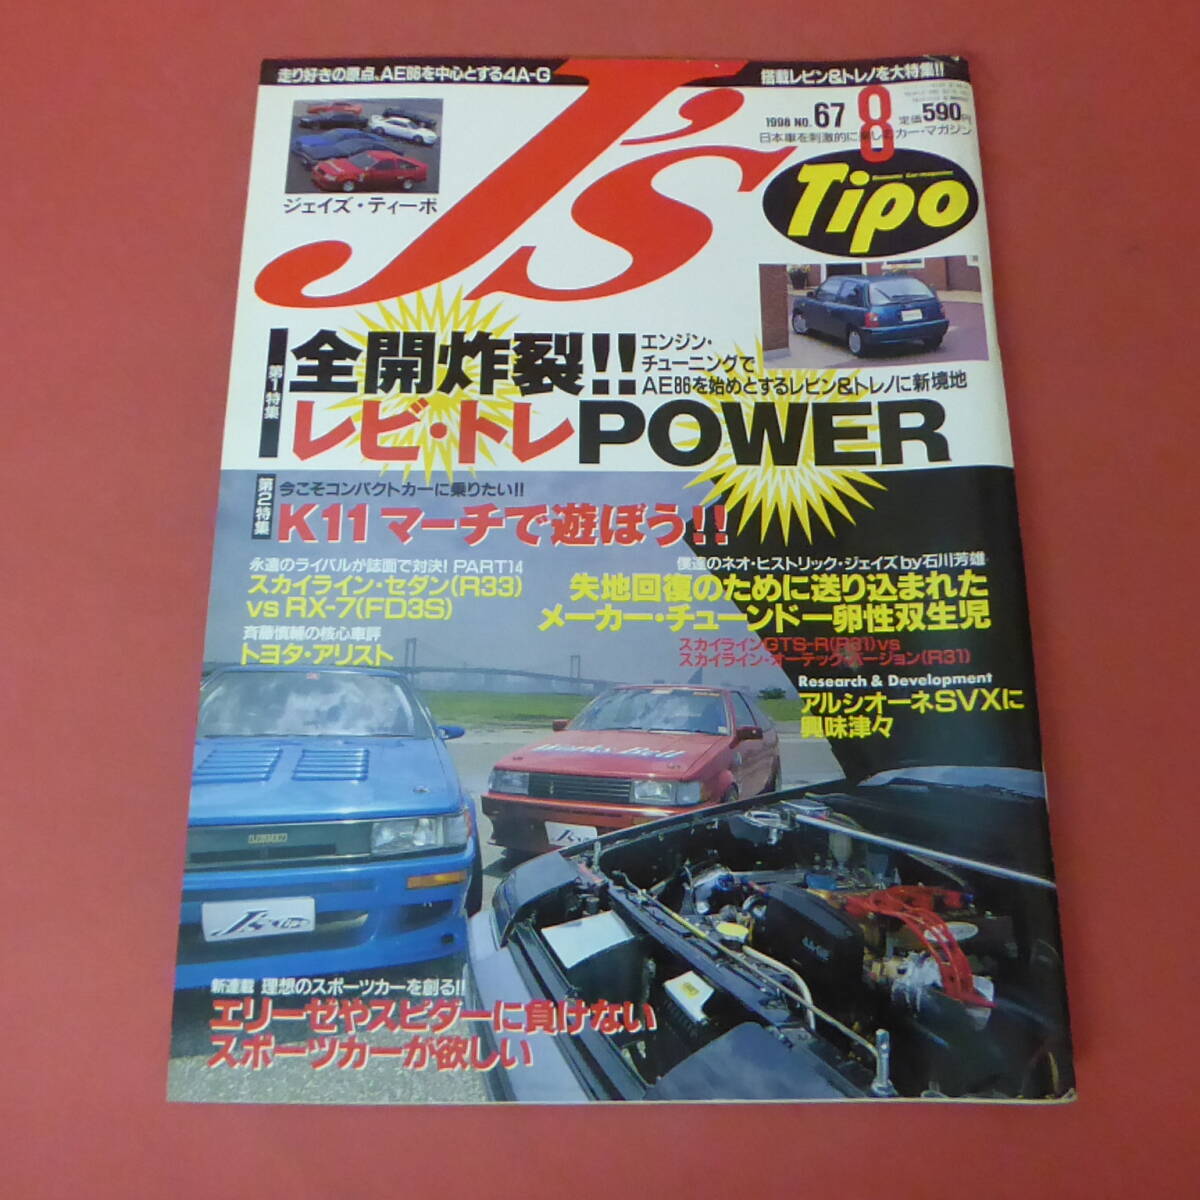 走り好きの原点、AE86を中心とする4A-G
搭載レビン&トレノを大特集!!
J's
ジェイズ・ティーポ
1998 NO.67
8
定価590円
日本車を刺激的に楽しむカー・マガジン
Tipo
第1特集
全開炸裂!!
エンジン・
チューニングで
AE86を始めとするレビン&トレノに新境地
レビ・トレPOWER
第2特集
今こそコンパクトカーに乗りたい!!
K11マーチで遊ぼう!!
永遠のライバルが誌面で対決! PART14
スカイライン・セダン(R33)
vs RX-7(FD3S)
斉藤慎輔の核心車評
トヨタ・アリスト
僕達のネオ・ヒストリック・ジェイズby石川芳雄
失地回復のために送り込まれた
メーカー・チューンドー卵性双生児
スカイラインGTS-R(R31)vs
スカイライン・オーテック・バージョン(R31)
Research & Development
アルシオーネSVXに
興味津々
Works Bell
J's
J's Tipo
新連載 理想のスポーツカーを創る!!
エリーゼやスピダーに負けない
スポーツカーが欲しい